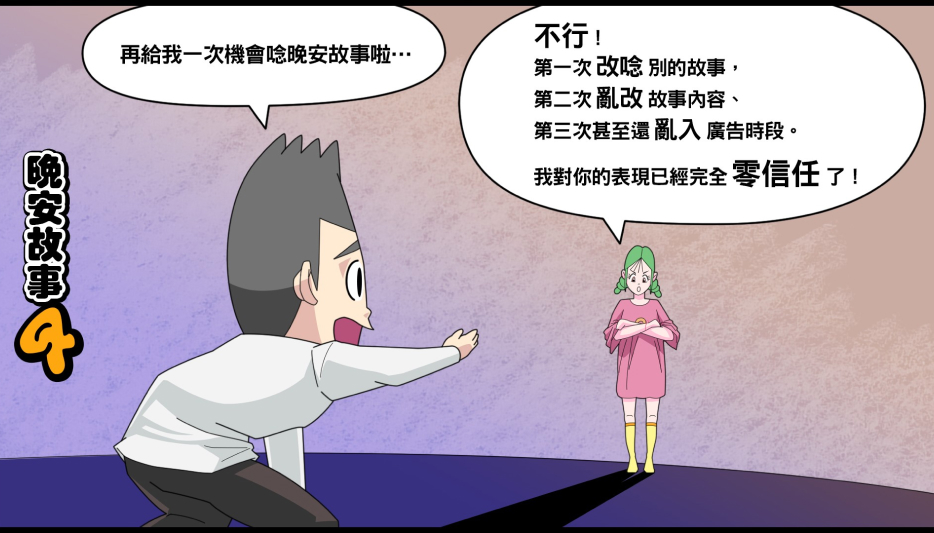 再給我一次機會唸晚安故事啦…
不行！
第一次 改唸 別的故事，
第二次 亂改 故事內容、
第三次甚至還 亂入 廣告時段。
我對你的表現已經完全 零信任 了！
晚安故事
4